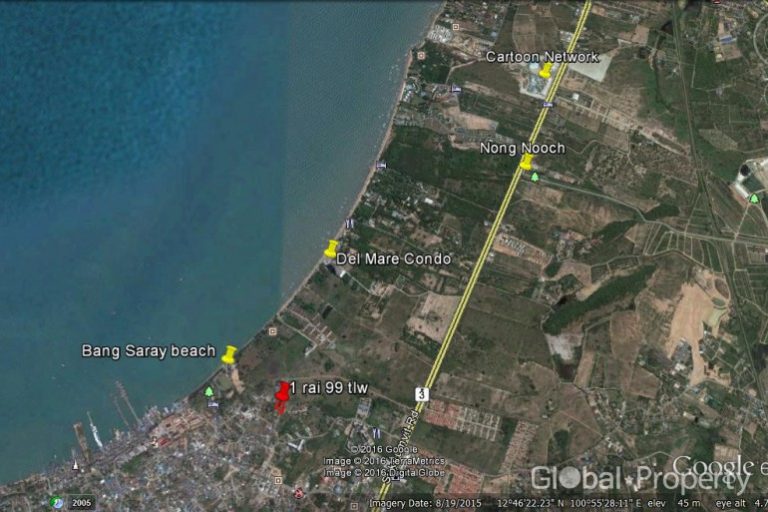 Cartoon Network
Nong Nooch
Del Mare Condo
Bang Saray beach
1 rai 99 tlw
3
© 2016 Google
Image © 2016 TerraMetrics
Image © 2016 DigitalGlobe
Global Property
Google e
2005
Imagery Date: 8/19/2015 12°46'22.23" N 100°55'28.11" E elev 45 m eye alt 4.7